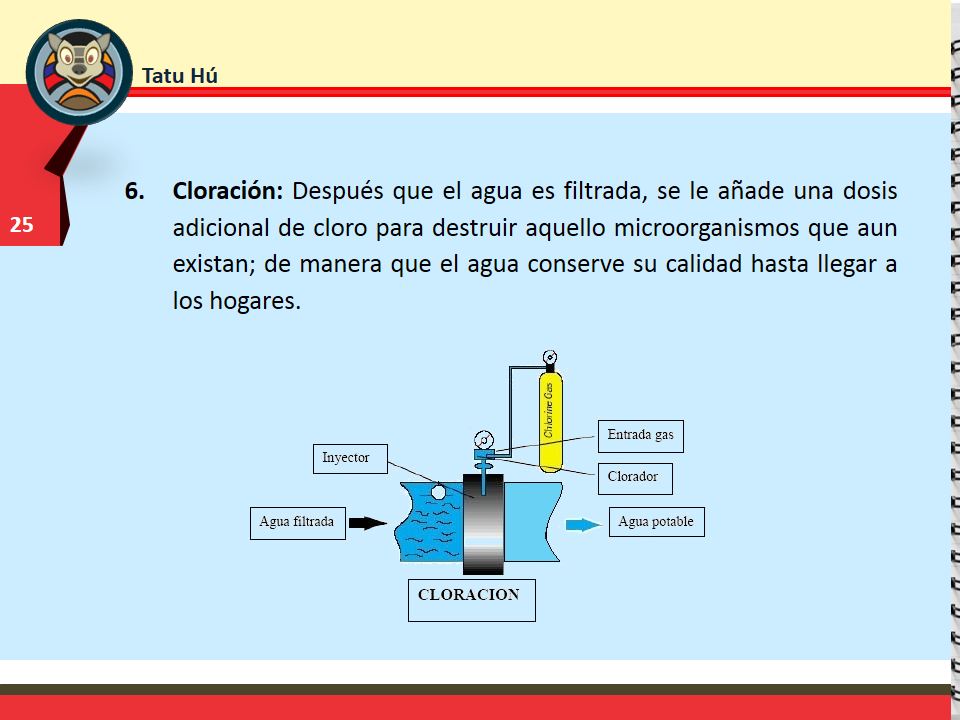 Tatu Hú
25
6. Cloración: Después que el agua es filtrada, se le añade una dosis
adicional de cloro para destruir aquello microorganismos que aun
existan; de manera que el agua conserve su calidad hasta llegar a
los hogares.
Chlorine Gas
Entrada gas
Inyector
Clorador
Agua filtrada
Agua potable
CLORACION